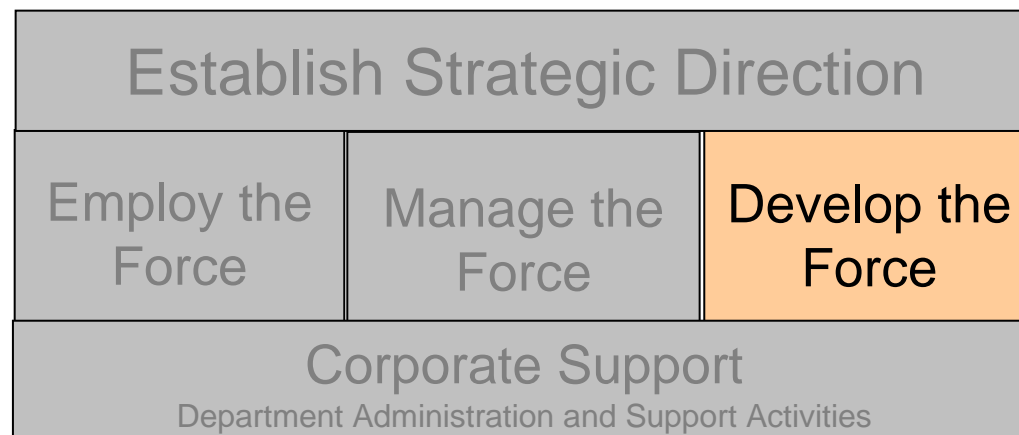 Establish Strategic Direction
Employ the
Force
Manage the
Force
Develop the
Force
Corporate Support
Department Administration and Support Activities